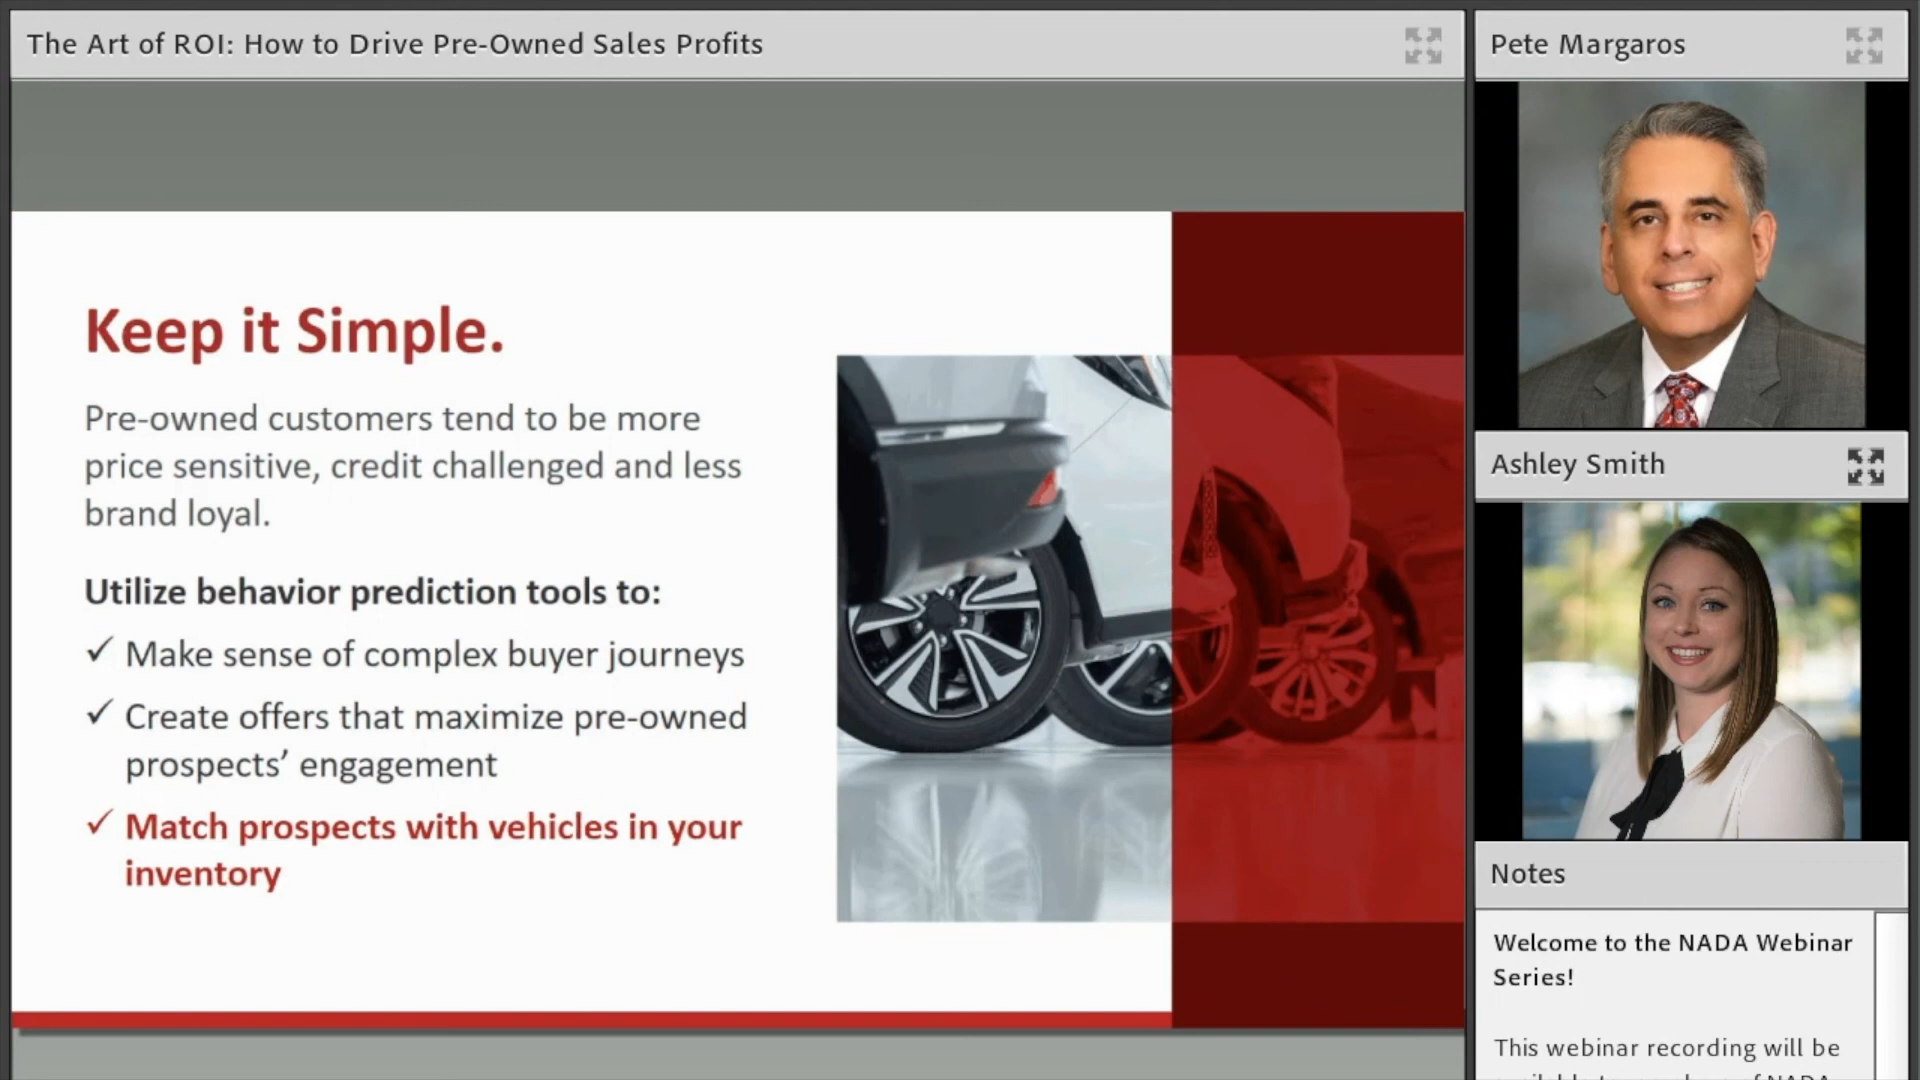 The Art of ROI: How to Drive Pre-Owned Sales Profits
Keep it Simple.
Pre-owned customers tend to be more
price sensitive, credit challenged and less
brand loyal.
Utilize behavior prediction tools to:
✓ Make sense of complex buyer journeys
✓ Create offers that maximize pre-owned
prospects’ engagement
✓ Match prospects with vehicles in your
inventory
Pete Margaros
Ashley Smith
Notes
Welcome to the NADA Webinar
Series!
This webinar recording will be